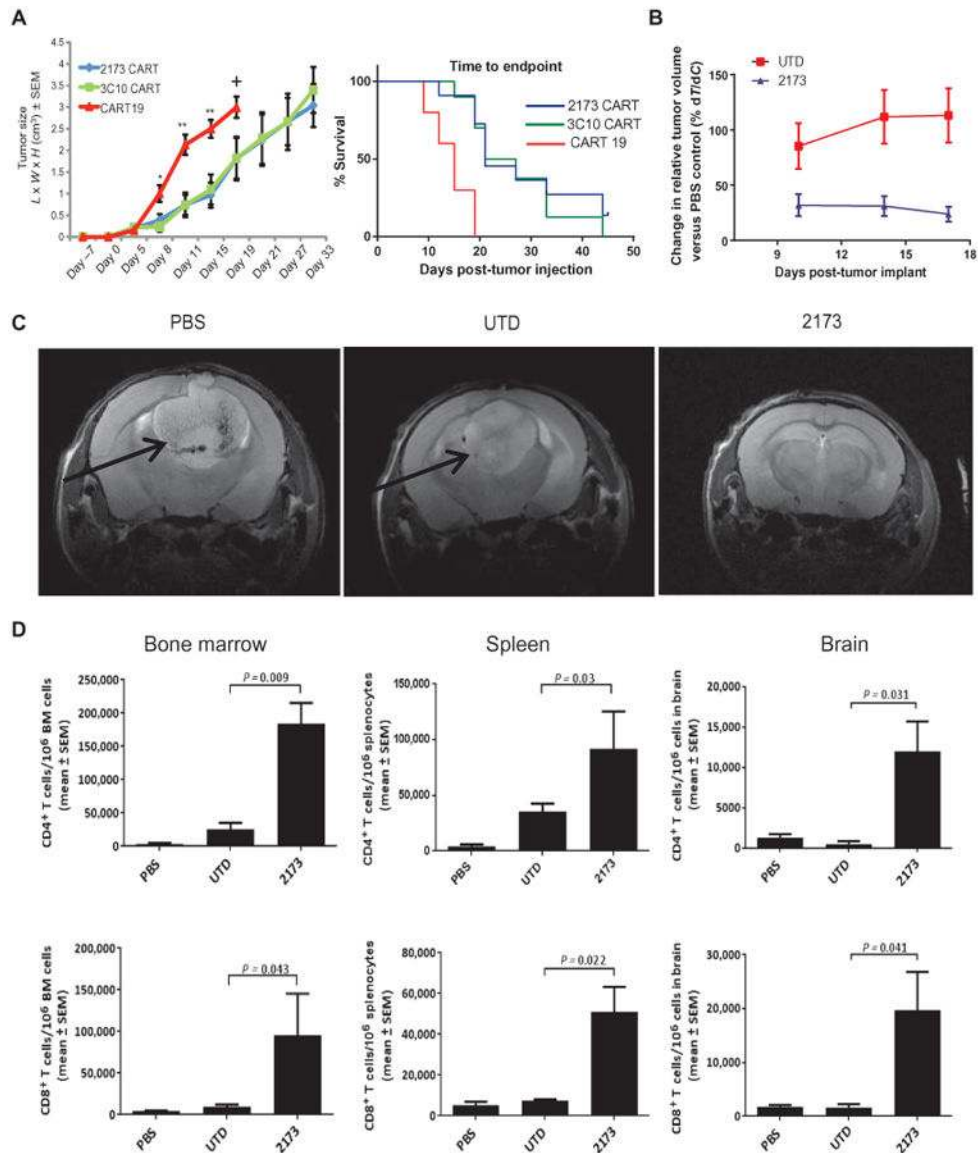 A
Tumor size
L x W x H (cm³) ± SEM
4
3.5
3
2.5
2
1.5
1
0.5
0
2173 CART
3C10 CART
CART19
*
**
**
+
Day −7
Day 0
Day 5
Day 8
Day 11
Day 15
Day 19
Day 21
Day 27
Day 33
Time to endpoint
% Survival
100
80
60
40
20
0
2173 CART
3C10 CART
CART 19
0 10 20 30 40 50
Days post-tumor injection
B
Change in relative tumor volume
versus PBS control (% dT/dC)
150
100
50
0
UTD
2173
9 12 15 18
Days post-tumor implant
C
PBS
UTD
2173
D
Bone marrow
Spleen
Brain
CD4⁺ T cells/10⁶ BM cells
(mean ± SEM)
250,000
200,000
150,000
100,000
50,000
0
P = 0.009
PBS UTD 2173
CD4⁺ T cells/10⁶ splenocytes
(mean ± SEM)
150,000
100,000
50,000
0
P = 0.03
PBS UTD 2173
CD4⁺ T cells/10⁶ cells in brain
(mean ± SEM)
20,000
15,000
10,000
5000
0
P = 0.031
PBS UTD 2173
CD8⁺ T cells/10⁶ BM cells
(mean ± SEM)
200,000
150,000
100,000
50,000
0
P = 0.043
PBS UTD 2173
CD8⁺ T cells/10⁶ splenocytes
(mean ± SEM)
80,000
60,000
40,000
20,000
0
P = 0.022
PBS UTD 2173
CD8⁺ T cells/10⁶ cells in brain
(mean ± SEM)
30,000
20,000
10,000
0
P = 0.041
PBS UTD 2173